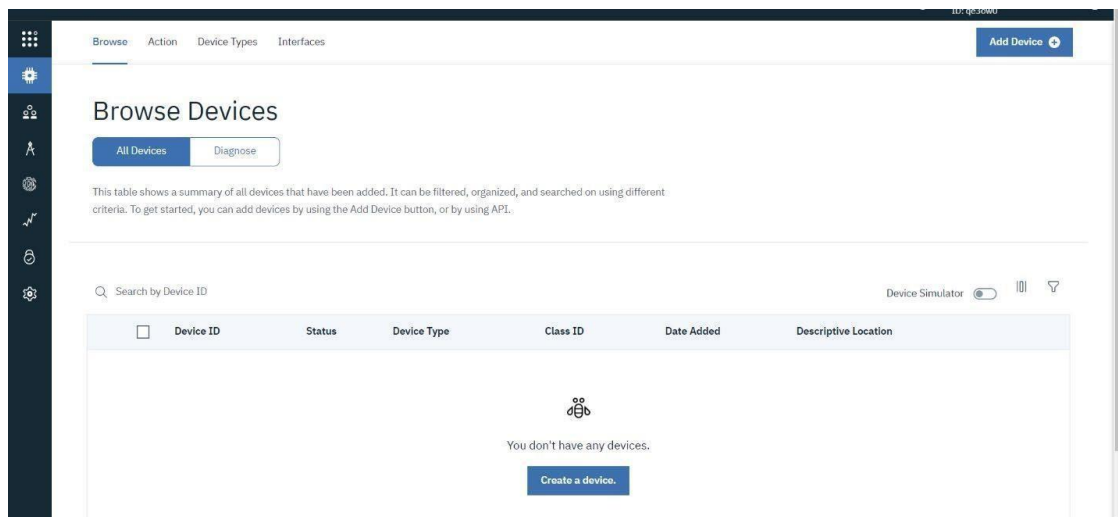 Browse Action Device Types Interfaces
Add Device
Browse Devices
All Devices Diagnose
This table shows a summary of all devices that have been added. It can be filtered, organized, and searched on using different
criteria. To get started, you can add devices by using the Add Device button, or by using API.
Search by Device ID
Device Simulator
Device ID Status Device Type Class ID Date Added Descriptive Location
You don't have any devices.
Create a device.